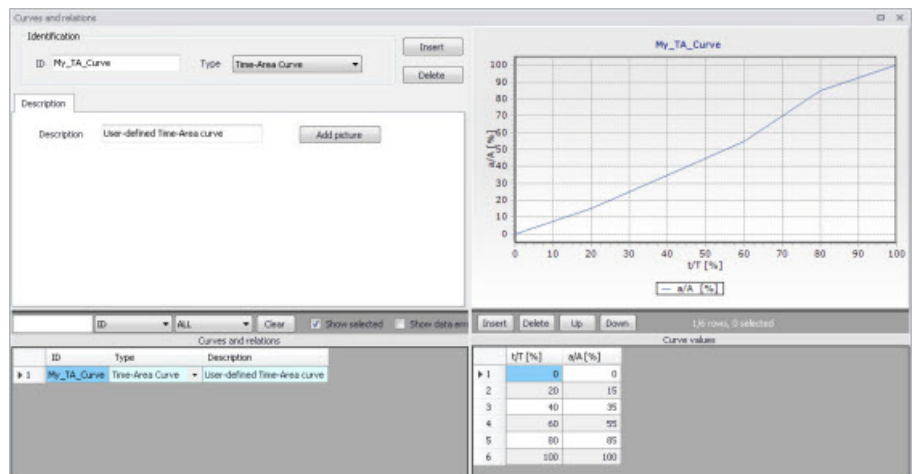 Curves and relations
Identification
ID My_TA_Curve Type Time-Area Curve
Insert
Delete
Description
Description User-defined Time-Area curve Add picture
My_TA_Curve
100
90
80
70
60
50
40
30
20
10
0
a/A [%]
0 10 20 30 40 50 60 70 80 90 100
t/T [%]
a/A [%]
ID ALL Clear Show selected Show data erro
Insert Delete Up Down 1/6 rows, 0 selected
Curves and relations
ID Type Description
1 My_TA_Curve Time-Area Curve User-defined Time-Area curve
Curve values
t/T [%] a/A [%]
1 0 0
2 20 15
3 40 35
4 60 55
5 80 85
6 100 100